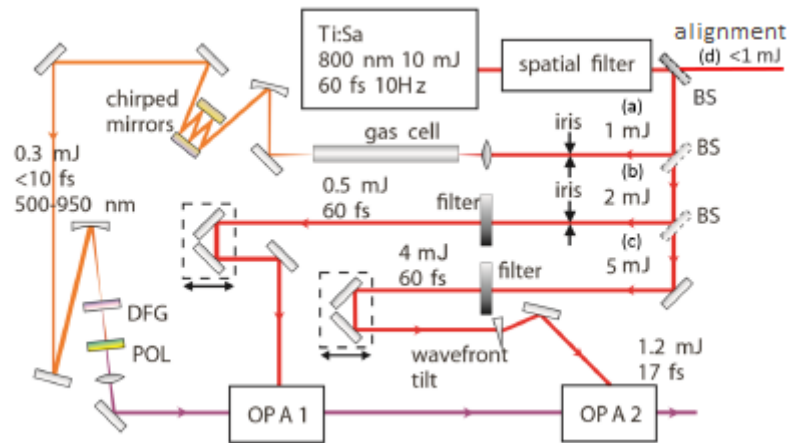 Ti:Sa
800 nm 10 mJ
60 fs 10Hz
spatial filter
alignment
(d) <1 mJ
BS
chirped
mirrors
gas cell
iris
(a)
1 mJ
BS
0.3 mJ
<10 fs
500-950 nm
0.5 mJ
60 fs
filter
iris
(b)
2 mJ
BS
(c)
5 mJ
4 mJ
60 fs
filter
DFG
POL
wavefront
tilt
1.2 mJ
17 fs
OPA 1
OPA 2